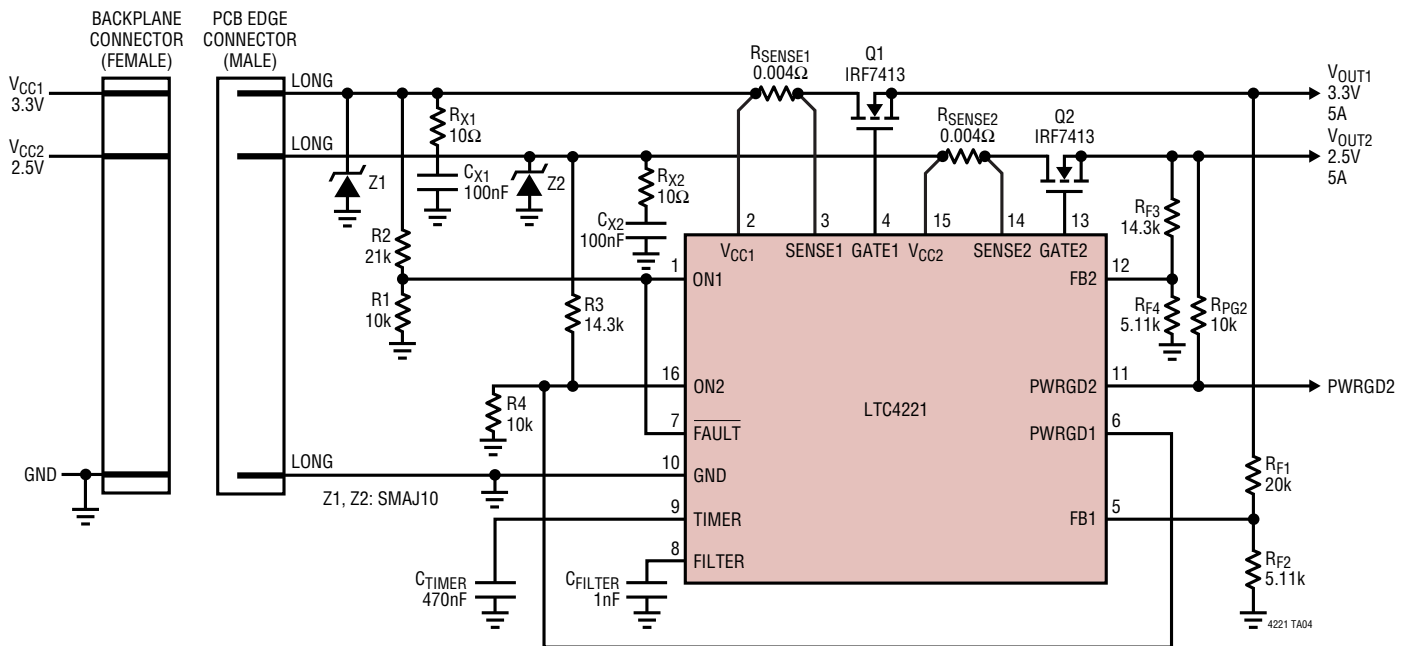 BACKPLANE
CONNECTOR
(FEMALE)
PCB EDGE
CONNECTOR
(MALE)
VCC1
3.3V
VCC2
2.5V
GND
LONG
LONG
LONG
RX1
10Ω
CX1
100nF
Z1
Z2
RX2
10Ω
CX2
100nF
R2
21k
R1
10k
R3
14.3k
R4
10k
Z1, Z2: SMAJ10
CTIMER
470nF
CFILTER
1nF
RSENSE1
0.004Ω
Q1
IRF7413
RSENSE2
0.004Ω
Q2
IRF7413
VOUT1
3.3V
5A
VOUT2
2.5V
5A
2
3
4
15
14
13
VCC1
SENSE1
GATE1
VCC2
SENSE2
GATE2
1
ON1
16
ON2
7
FAULT
10
GND
9
TIMER
8
FILTER
LTC4221
FB2
12
PWRGD2
11
PWRGD1
6
FB1
5
RF3
14.3k
RF4
5.11k
RPG2
10k
PWRGD2
RF1
20k
RF2
5.11k
4221 TA04